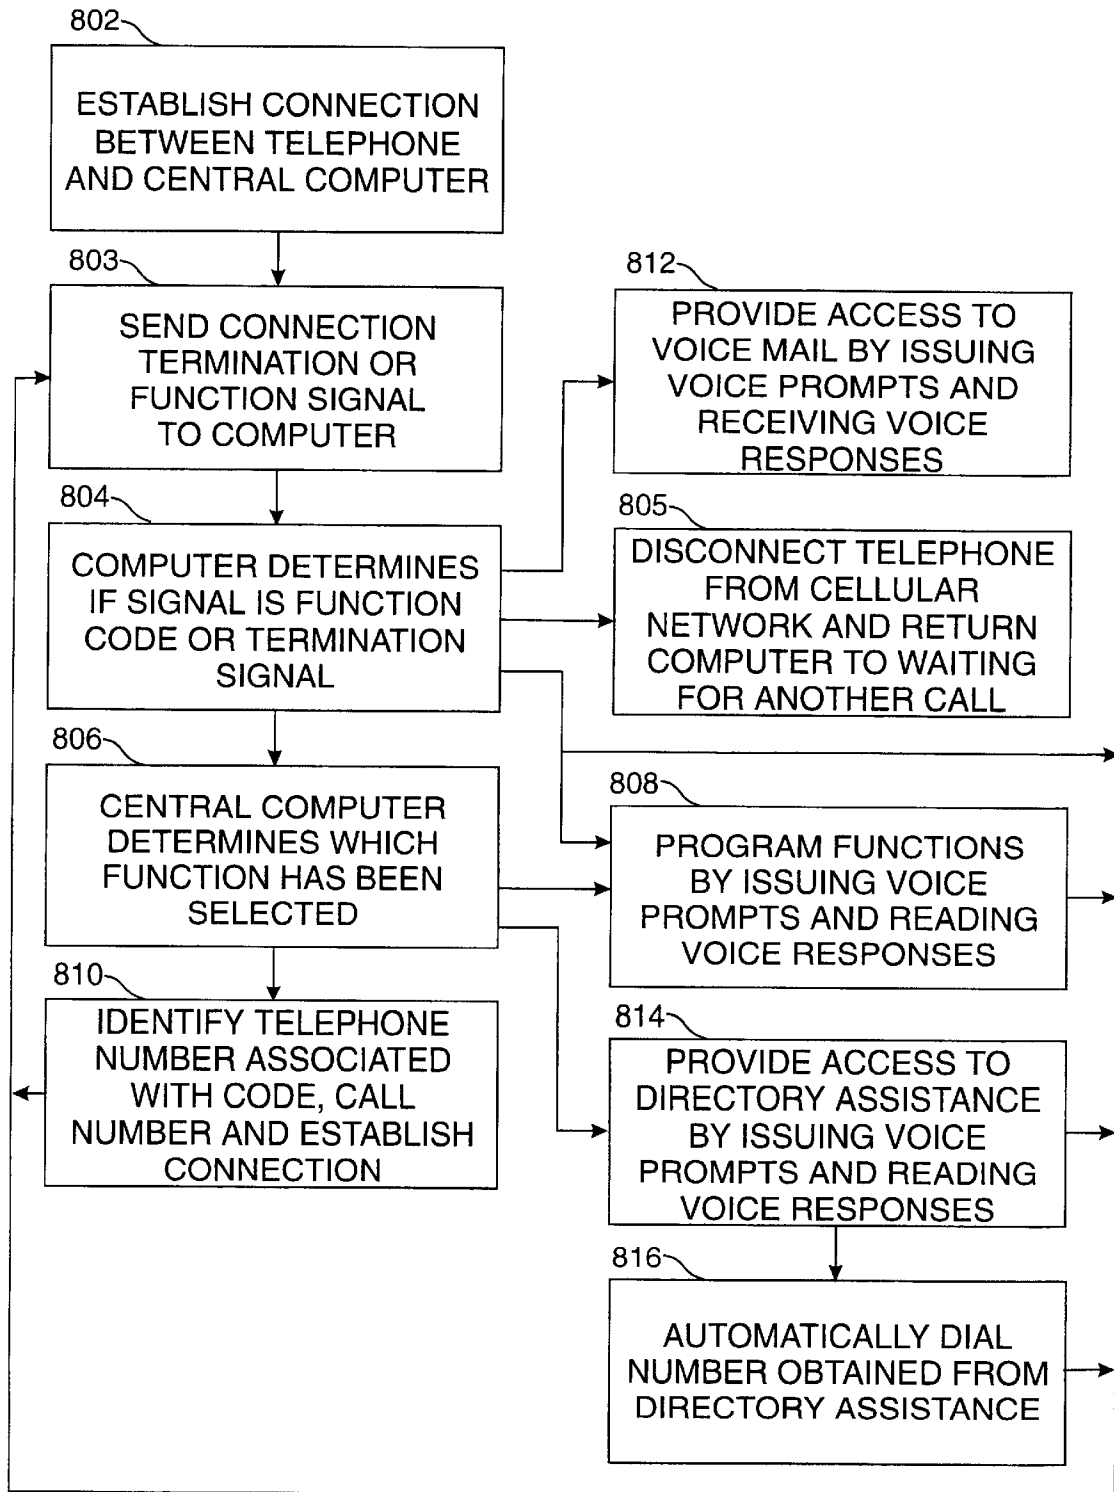 802
ESTABLISH CONNECTION
BETWEEN TELEPHONE
AND CENTRAL COMPUTER
803
SEND CONNECTION
TERMINATION OR
FUNCTION SIGNAL
TO COMPUTER
804
COMPUTER DETERMINES
IF SIGNAL IS FUNCTION
CODE OR TERMINATION
SIGNAL
806
CENTRAL COMPUTER
DETERMINES WHICH
FUNCTION HAS BEEN
SELECTED
810
IDENTIFY TELEPHONE
NUMBER ASSOCIATED
WITH CODE, CALL
NUMBER AND ESTABLISH
CONNECTION
812
PROVIDE ACCESS TO
VOICE MAIL BY ISSUING
VOICE PROMPTS AND
RECEIVING VOICE
RESPONSES
805
DISCONNECT TELEPHONE
FROM CELLULAR
NETWORK AND RETURN
COMPUTER TO WAITING
FOR ANOTHER CALL
808
PROGRAM FUNCTIONS
BY ISSUING VOICE
PROMPTS AND READING
VOICE RESPONSES
814
PROVIDE ACCESS TO
DIRECTORY ASSISTANCE
BY ISSUING VOICE
PROMPTS AND READING
VOICE RESPONSES
816
AUTOMATICALLY DIAL
NUMBER OBTAINED FROM
DIRECTORY ASSISTANCE